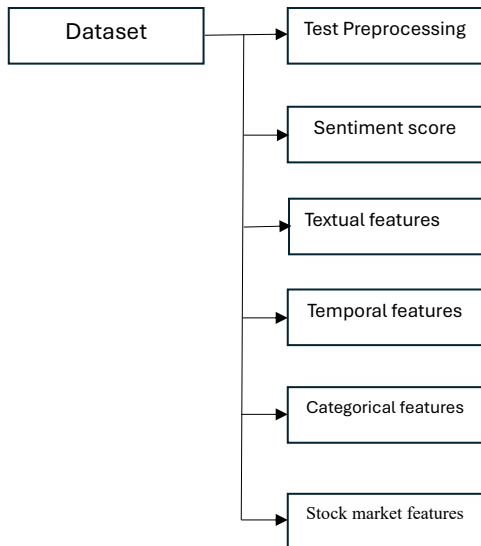 Dataset
Test Preprocessing
Sentiment score
Textual features
Temporal features
Categorical features
Stock market features